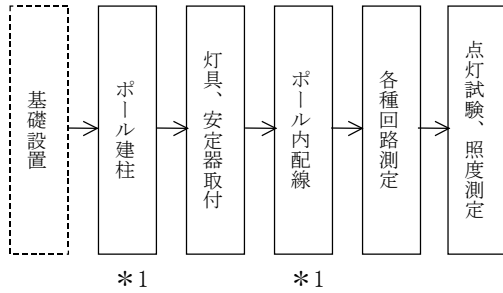 基礎設置
ポール建柱
灯具、安定器取付
ポール内配線
各種回路測定
点灯試験、照度測定
＊1
＊1